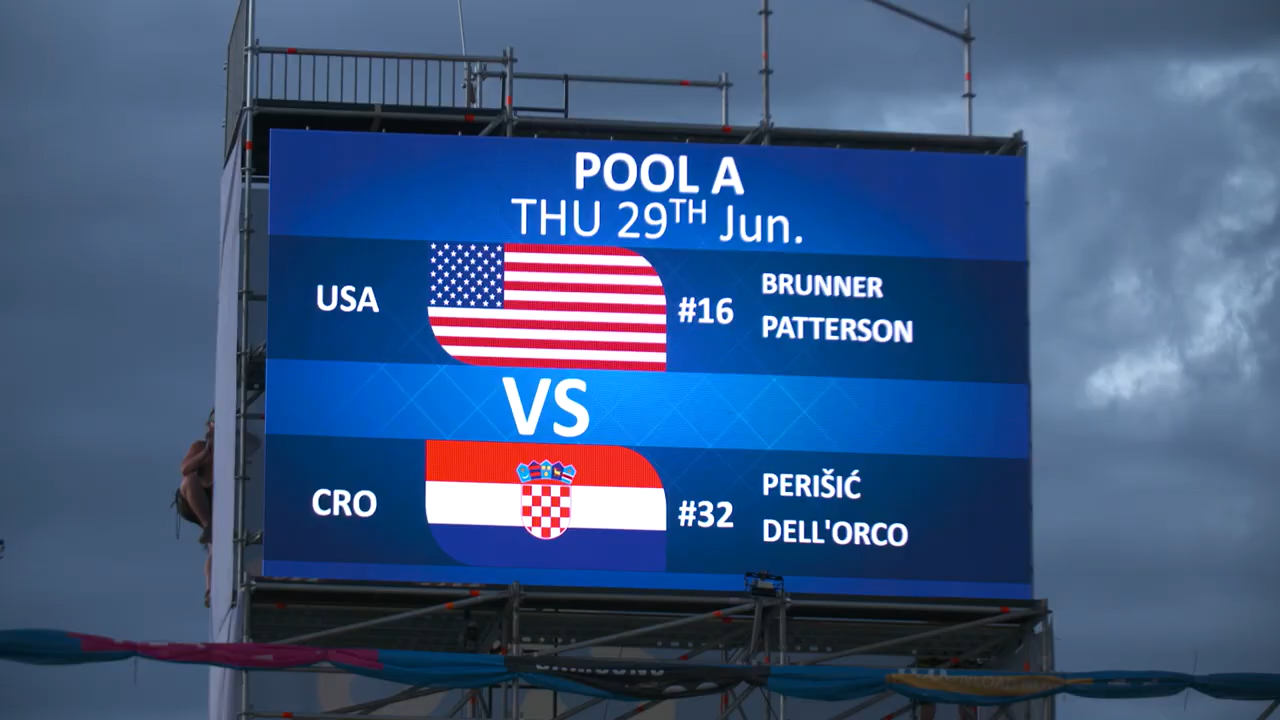 POOL A
THU 29TH Jun.
USA
#16
BRUNNER
PATTERSON
VS
CRO
#32
PERIŠIĆ
DELL'ORCO